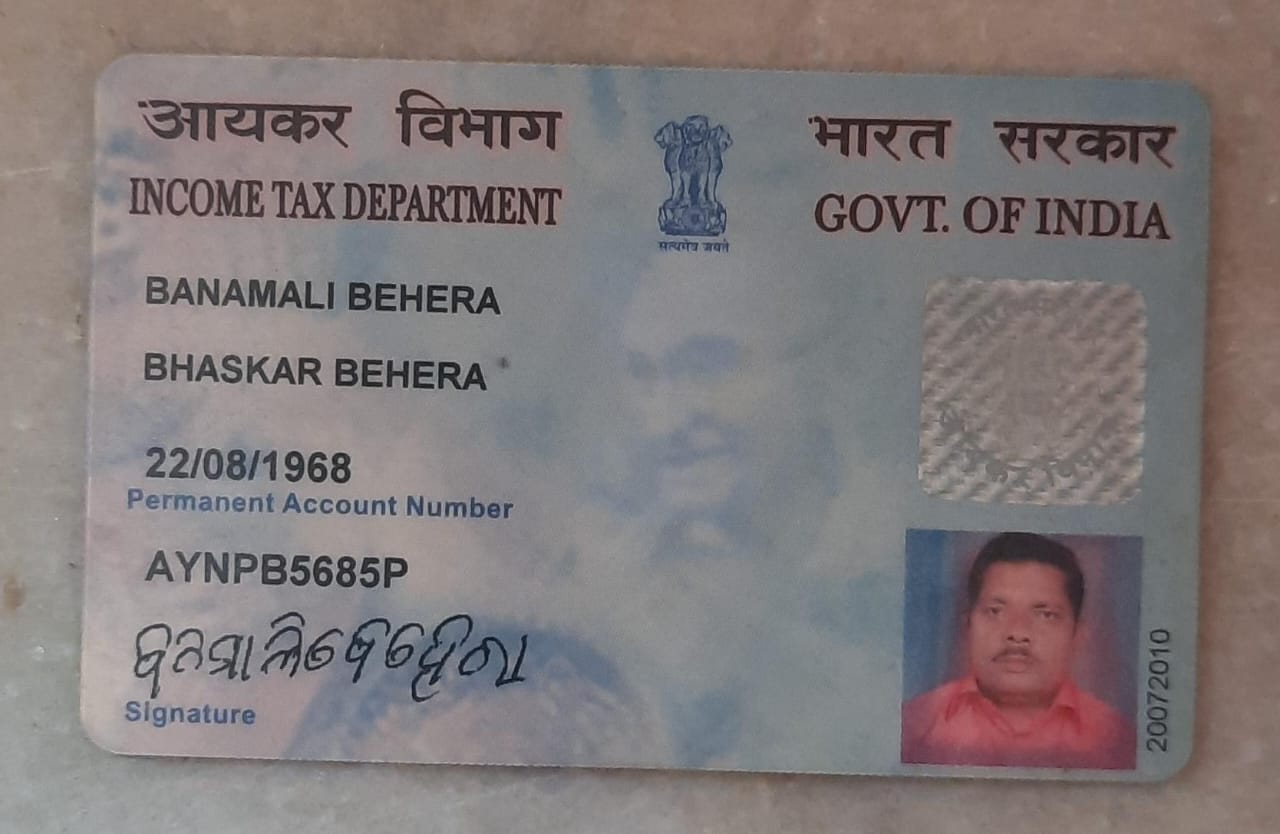 आयकर विभाग
INCOME TAX DEPARTMENT
सत्यमेव जयते
भारत सरकार
GOVT. OF INDIA
BANAMALI BEHERA
BHASKAR BEHERA
22/08/1968
Permanent Account Number
AYNPB5685P
ବନମାଳି ବେହେରା
Signature
20072010